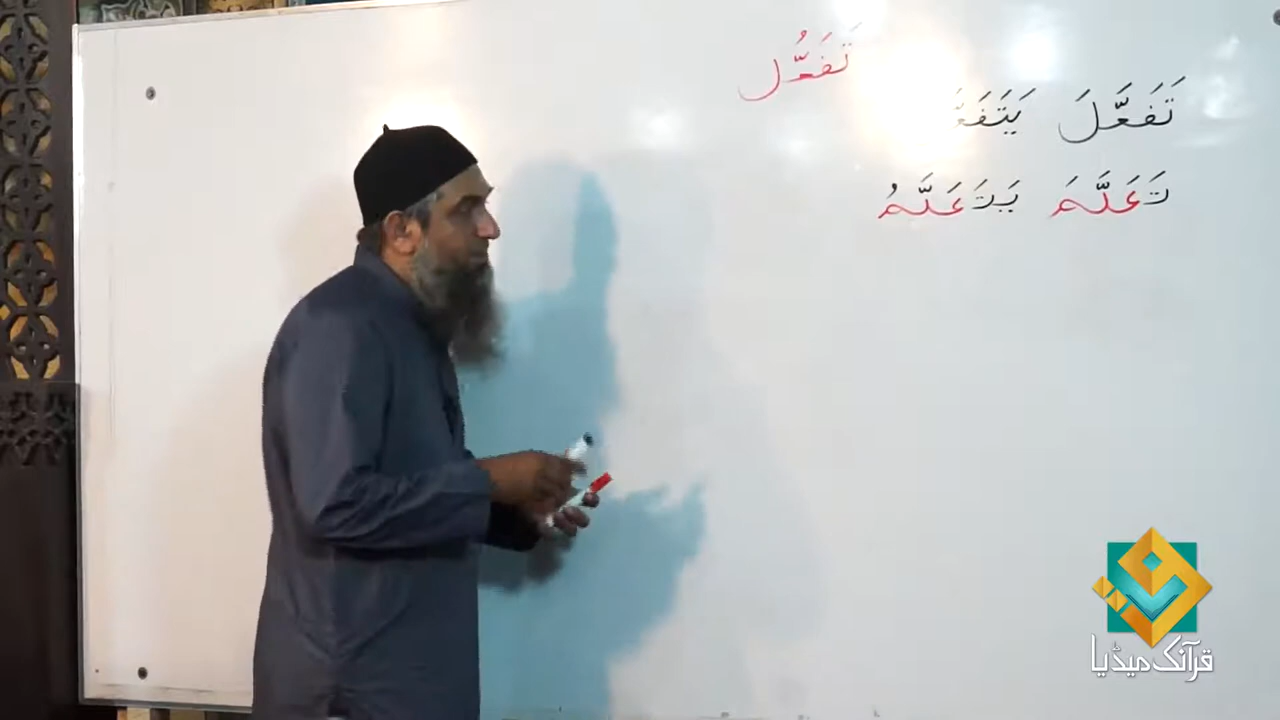 تَفَعُّل
تَفَعَّلَ يَتَفَعَّ
تَعَلَّمَ يَتَعَلَّمُ
قرآنک میڈیا